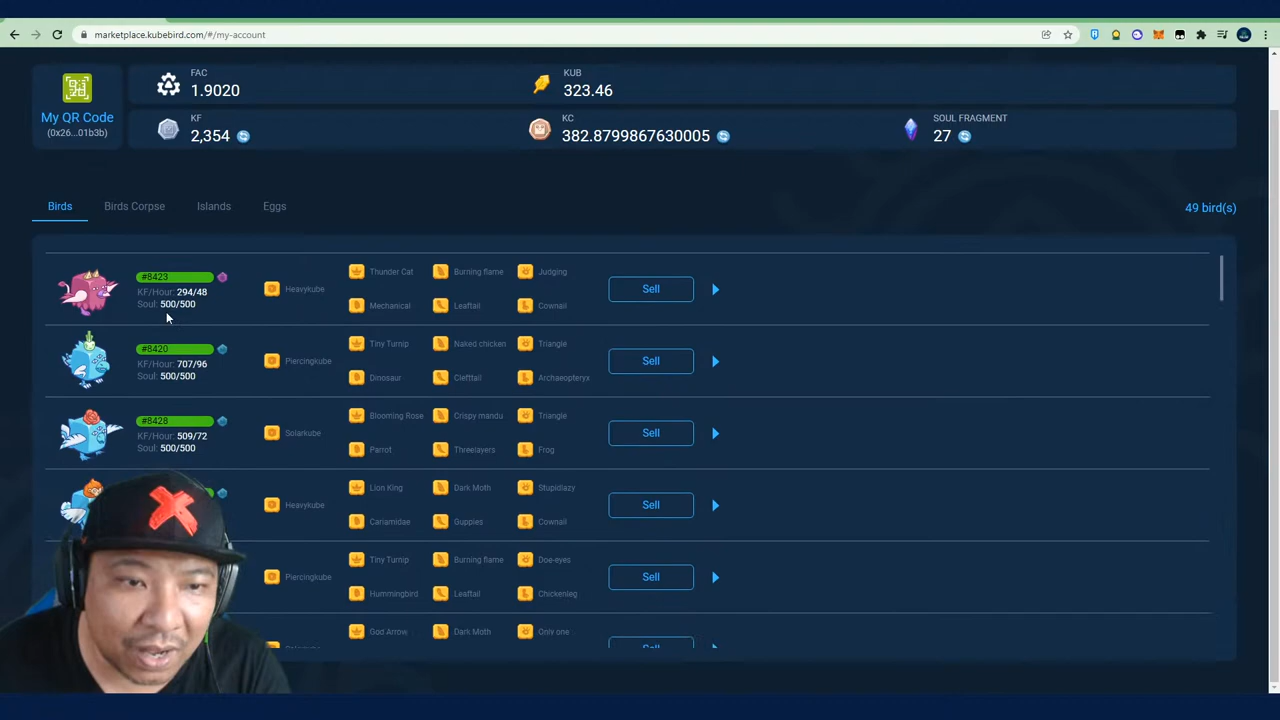 marketplace.kubebird.com/#/my-account
FAC
1.9020
KUB
323.46
My QR Code
(0x26...01b3b)
KF
2,354
KC
382.8799867630005
SOUL FRAGMENT
27
Birds
Birds Corpse
Islands
Eggs
49 bird(s)
#8423
KF/Hour: 294/48
Soul: 500/500
Heavykube
Thunder Cat
Burning flame
Judging
Mechanical
Leaftail
Cownail
Sell
#8420
KF/Hour: 707/96
Soul: 500/500
Piercingkube
Tiny Turnip
Naked chicken
Triangle
Dinosaur
Clefttail
Archaeopteryx
Sell
#8428
KF/Hour: 509/72
Soul: 500/500
Solarkube
Blooming Rose
Crispy mandu
Triangle
Parrot
Threelayers
Frog
Sell
Heavykube
Lion King
Dark Moth
Stupidlazy
Cariamidae
Guppies
Cownail
Sell
Piercingkube
Tiny Turnip
Burning flame
Doe-eyes
Hummingbird
Leaftail
Chickenleg
Sell
God Arrow
Dark Moth
Only one
Sell